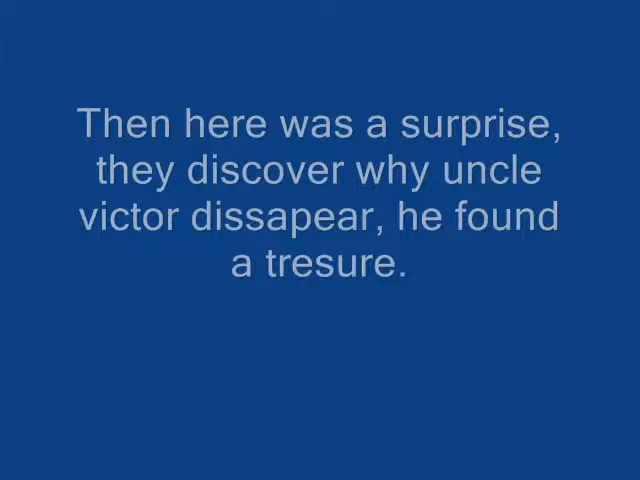 Then here was a surprise,
they discover why uncle
victor dissapear, he found
a tresure.